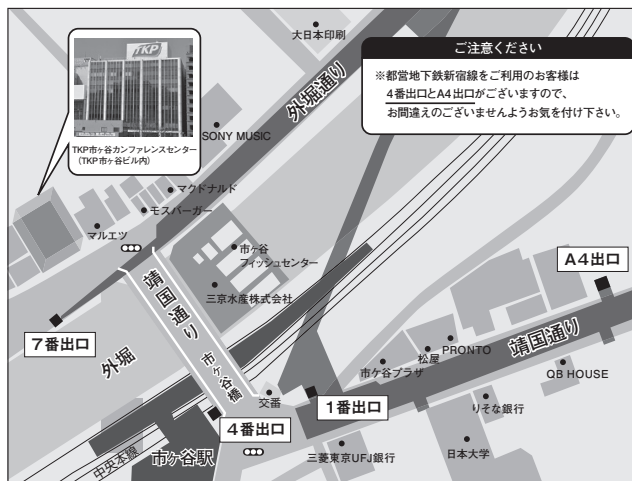 大日本印刷
外堀通り
ご注意ください
※都営地下鉄新宿線をご利用のお客様は
4番出口とA4出口がございますので、
お間違えのございませんようお気を付け下さい。
TKP
TKP市ヶ谷カンファレンスセンター
(TKP市ヶ谷ビル内)
SONY MUSIC
マクドナルド
モスバーガー
マルエツ
市ヶ谷
フィッシュセンター
三京水産株式会社
靖国通り
市ヶ谷橋
7番出口
外堀
A4出口
靖国通り
PRONTO
松屋
市ヶ谷プラザ
QB HOUSE
りそな銀行
交番
1番出口
4番出口
市ヶ谷駅
中央本線
三菱東京UFJ銀行
日本大学